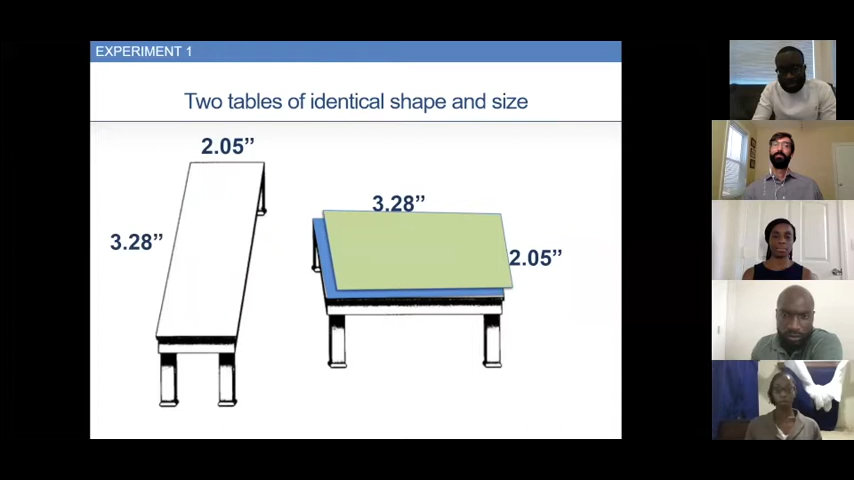 EXPERIMENT 1
Two tables of identical shape and size
2.05”
3.28”
3.28”
2.05”